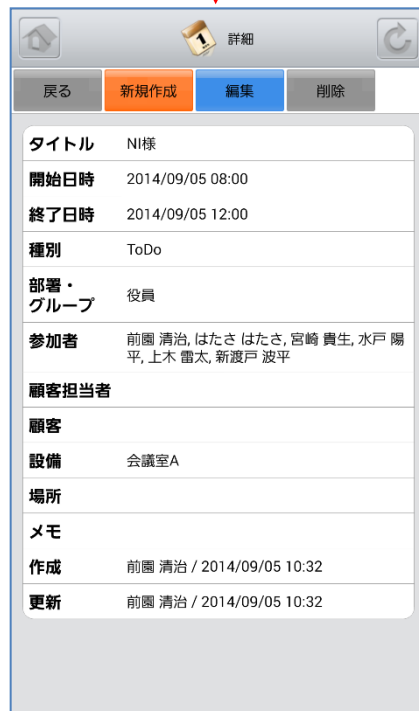 1
詳細
戻る 新規作成 編集 削除
タイトル NI様
開始日時 2014/09/05 08:00
終了日時 2014/09/05 12:00
種別 ToDo
部署・
グループ 役員
参加者 前園 清治, はたさ はたさ, 宮崎 貴生, 水戸 陽
平, 上木 雷太, 新渡戸 波平
顧客担当者
顧客
設備 会議室A
場所
メモ
作成 前園 清治 / 2014/09/05 10:32
更新 前園 清治 / 2014/09/05 10:32